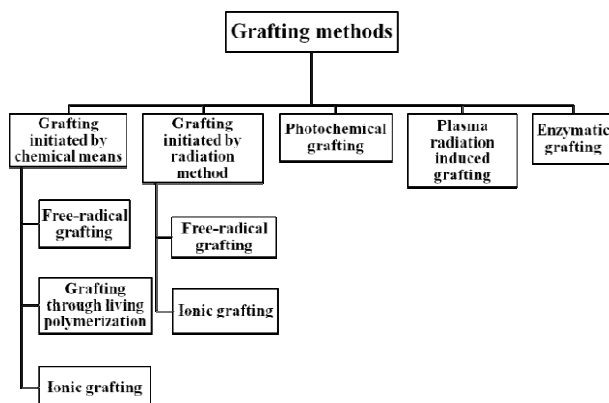 Grafting methods
Grafting
initiated by
chemical means
Grafting
initiated by
radiation
method
Photochemical
grafting
Plasma
radiation
induced
grafting
Enzymatic
grafting
Free-radical
grafting
Grafting
through living
polymerization
Ionic grafting
Free-radical
grafting
Ionic grafting